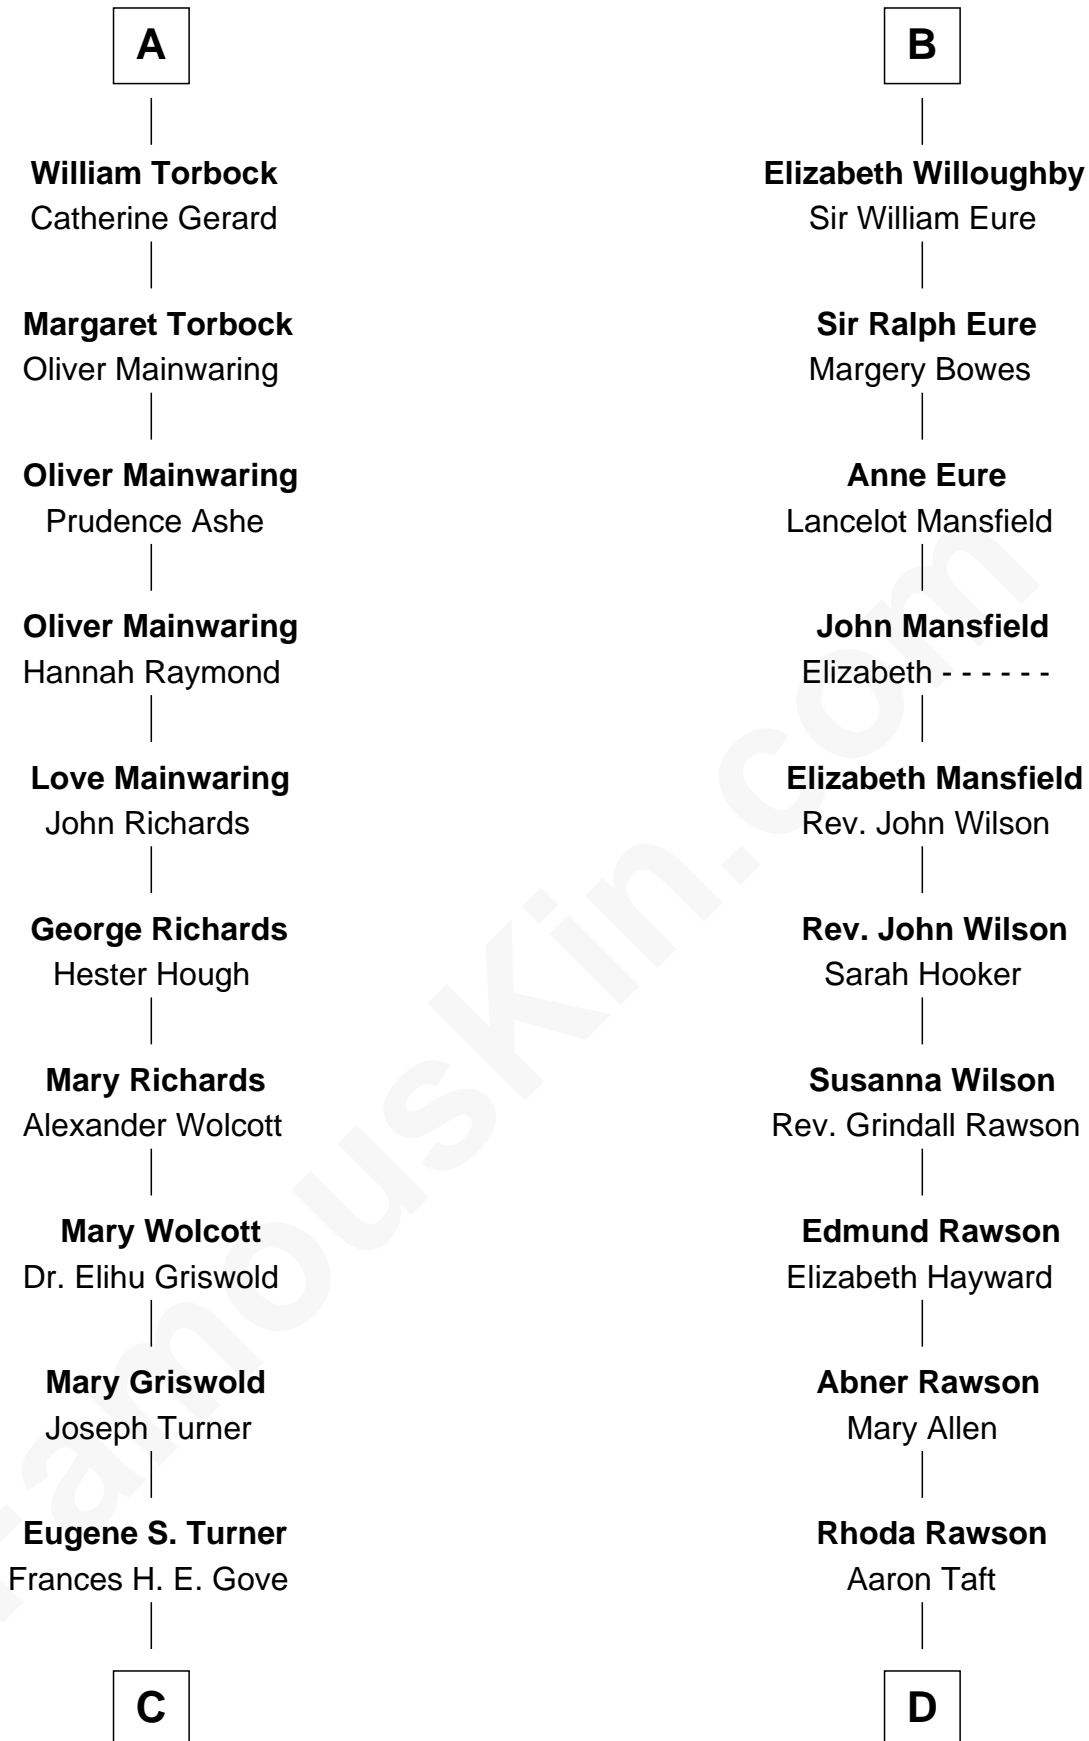 A
William Torbock
Catherine Gerard
Margaret Torbock
Oliver Mainwaring
Oliver Mainwaring
Prudence Ashe
Oliver Mainwaring
Hannah Raymond
Love Mainwaring
John Richards
George Richards
Hester Hough
Mary Richards
Alexander Wolcott
Mary Wolcott
Dr. Elihu Griswold
Mary Griswold
Joseph Turner
Eugene S. Turner
Frances H. E. Gove
C
B
Elizabeth Willoughby
Sir William Eure
Sir Ralph Eure
Margery Bowes
Anne Eure
Lancelot Mansfield
John Mansfield
Elizabeth - - - - - -
Elizabeth Mansfield
Rev. John Wilson
Rev. John Wilson
Sarah Hooker
Susanna Wilson
Rev. Grindall Rawson
Edmund Rawson
Elizabeth Hayward
Abner Rawson
Mary Allen
Rhoda Rawson
Aaron Taft
D
FamousKin.com